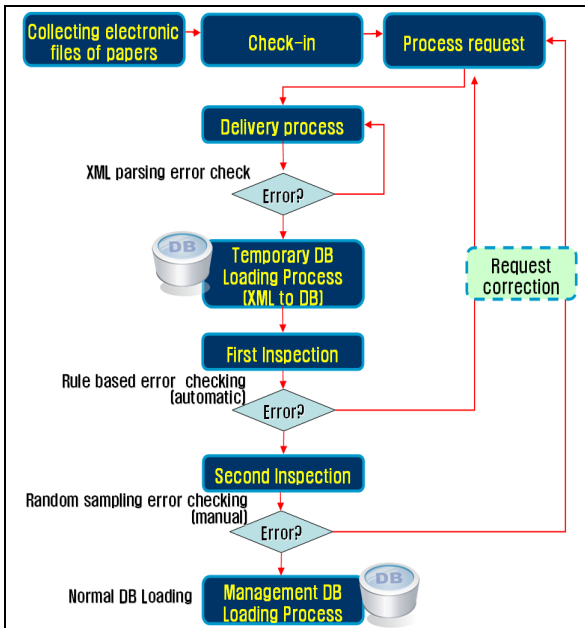 Collecting electronic
files of papers
Check-in
Process request
Delivery process
XML parsing error check
Error?
DB
Temporary DB
Loading Process
(XML to DB)
Request
correction
First Inspection
Rule based error checking
(automatic)
Error?
Second Inspection
Random sampling error checking
(manual)
Error?
Normal DB Loading
Management DB
Loading Process
DB